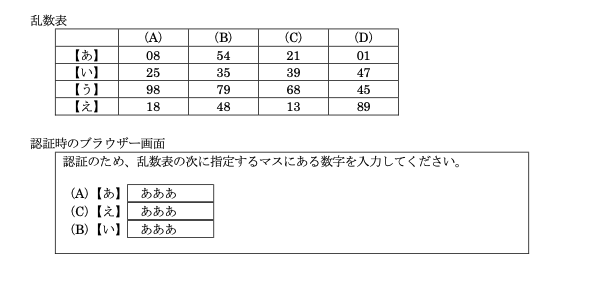 乱数表
(A) (B) (C) (D)
【あ】 08 54 21 01
【い】 25 35 39 47
【う】 98 79 68 45
【え】 18 48 13 89
認証時のブラウザー画面
認証のため、乱数表の次に指定するマスにある数字を入力してください。
(A)【あ】 あああ
(C)【え】 あああ
(B)【い】 あああ